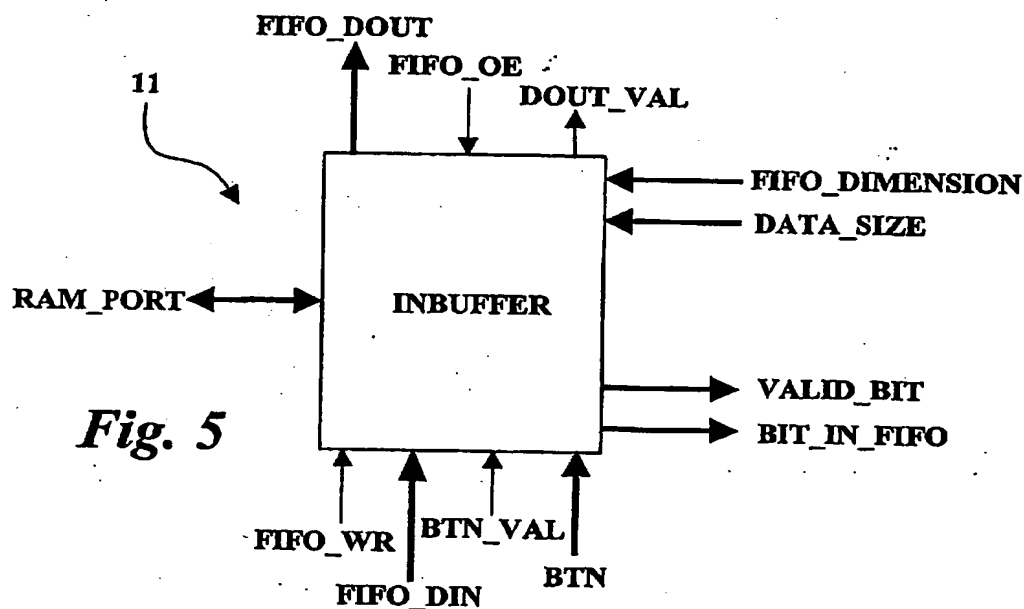 FIFO_DOUT
FIFO_OE
11
DOUT_VAL
FIFO_DIMENSION
DATA_SIZE
RAM_PORT
INBUFFER
VALID_BIT
Fig. 5
BIT_IN_FIFO
FIFO_WR
BTN_VAL
FIFO_DIN
BTN